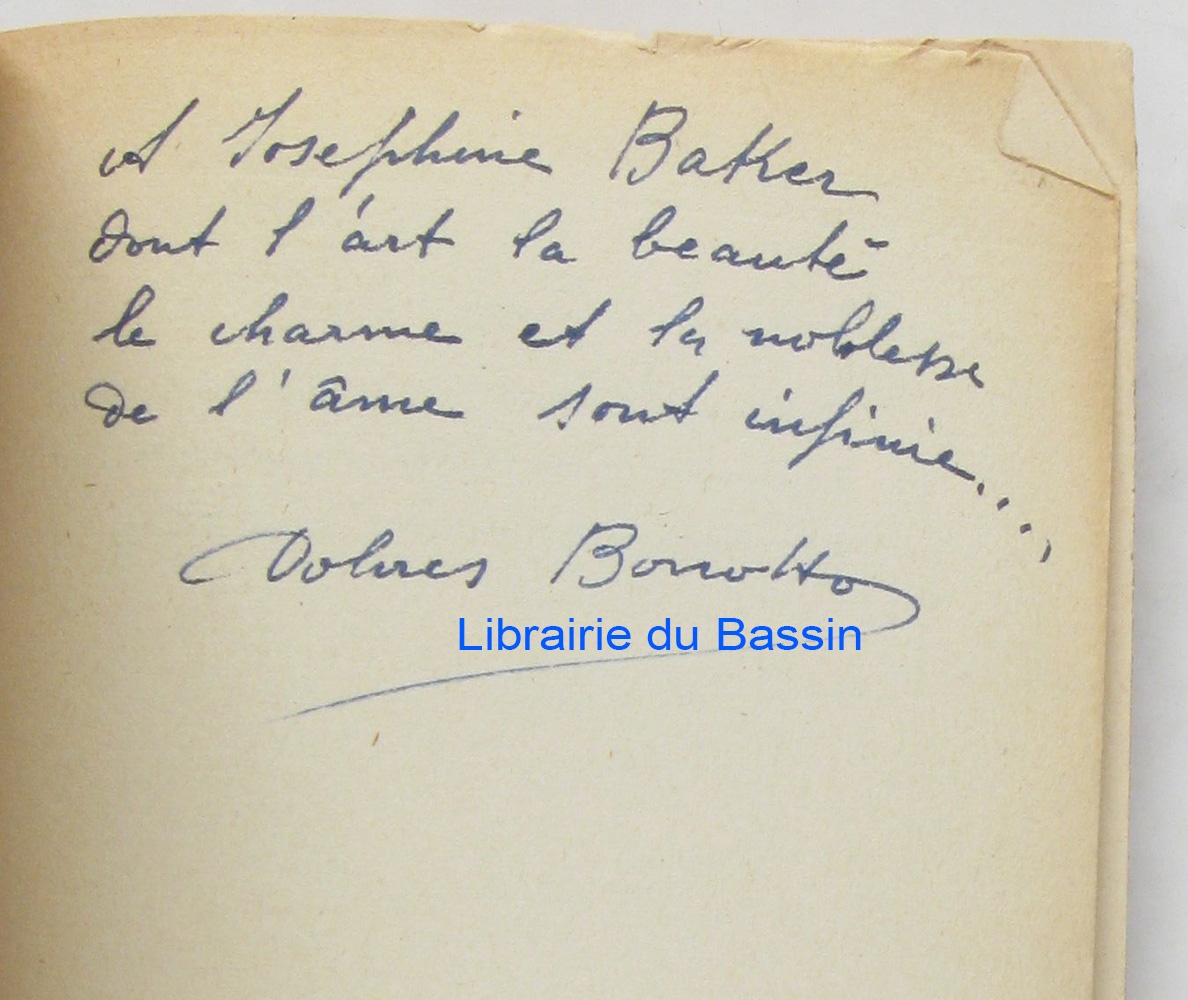 A Josephine Baker
dont l'art la beauté
le charme et la noblesse
de l'âme sont infinie...,
Dolores Bonotto
Librairie du Bassin